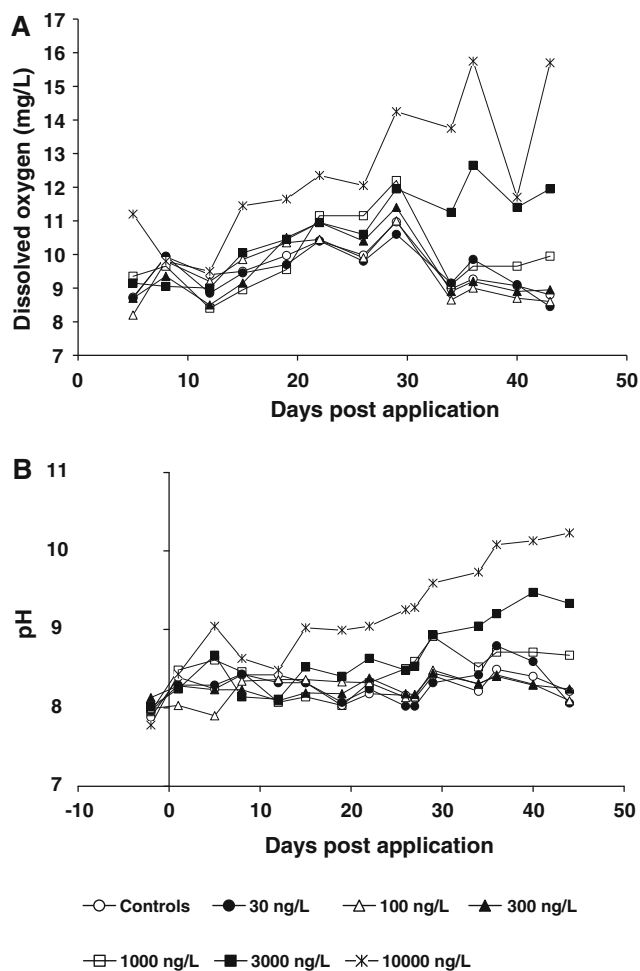 A
Dissolved oxygen (mg/L)
17
16
15
14
13
12
11
10
9
8
7
0 10 20 30 40 50
Days post application
B
pH
11
10
9
8
7
-10 0 10 20 30 40 50
Days post application
Controls 30 ng/L 100 ng/L 300 ng/L
1000 ng/L 3000 ng/L 10000 ng/L